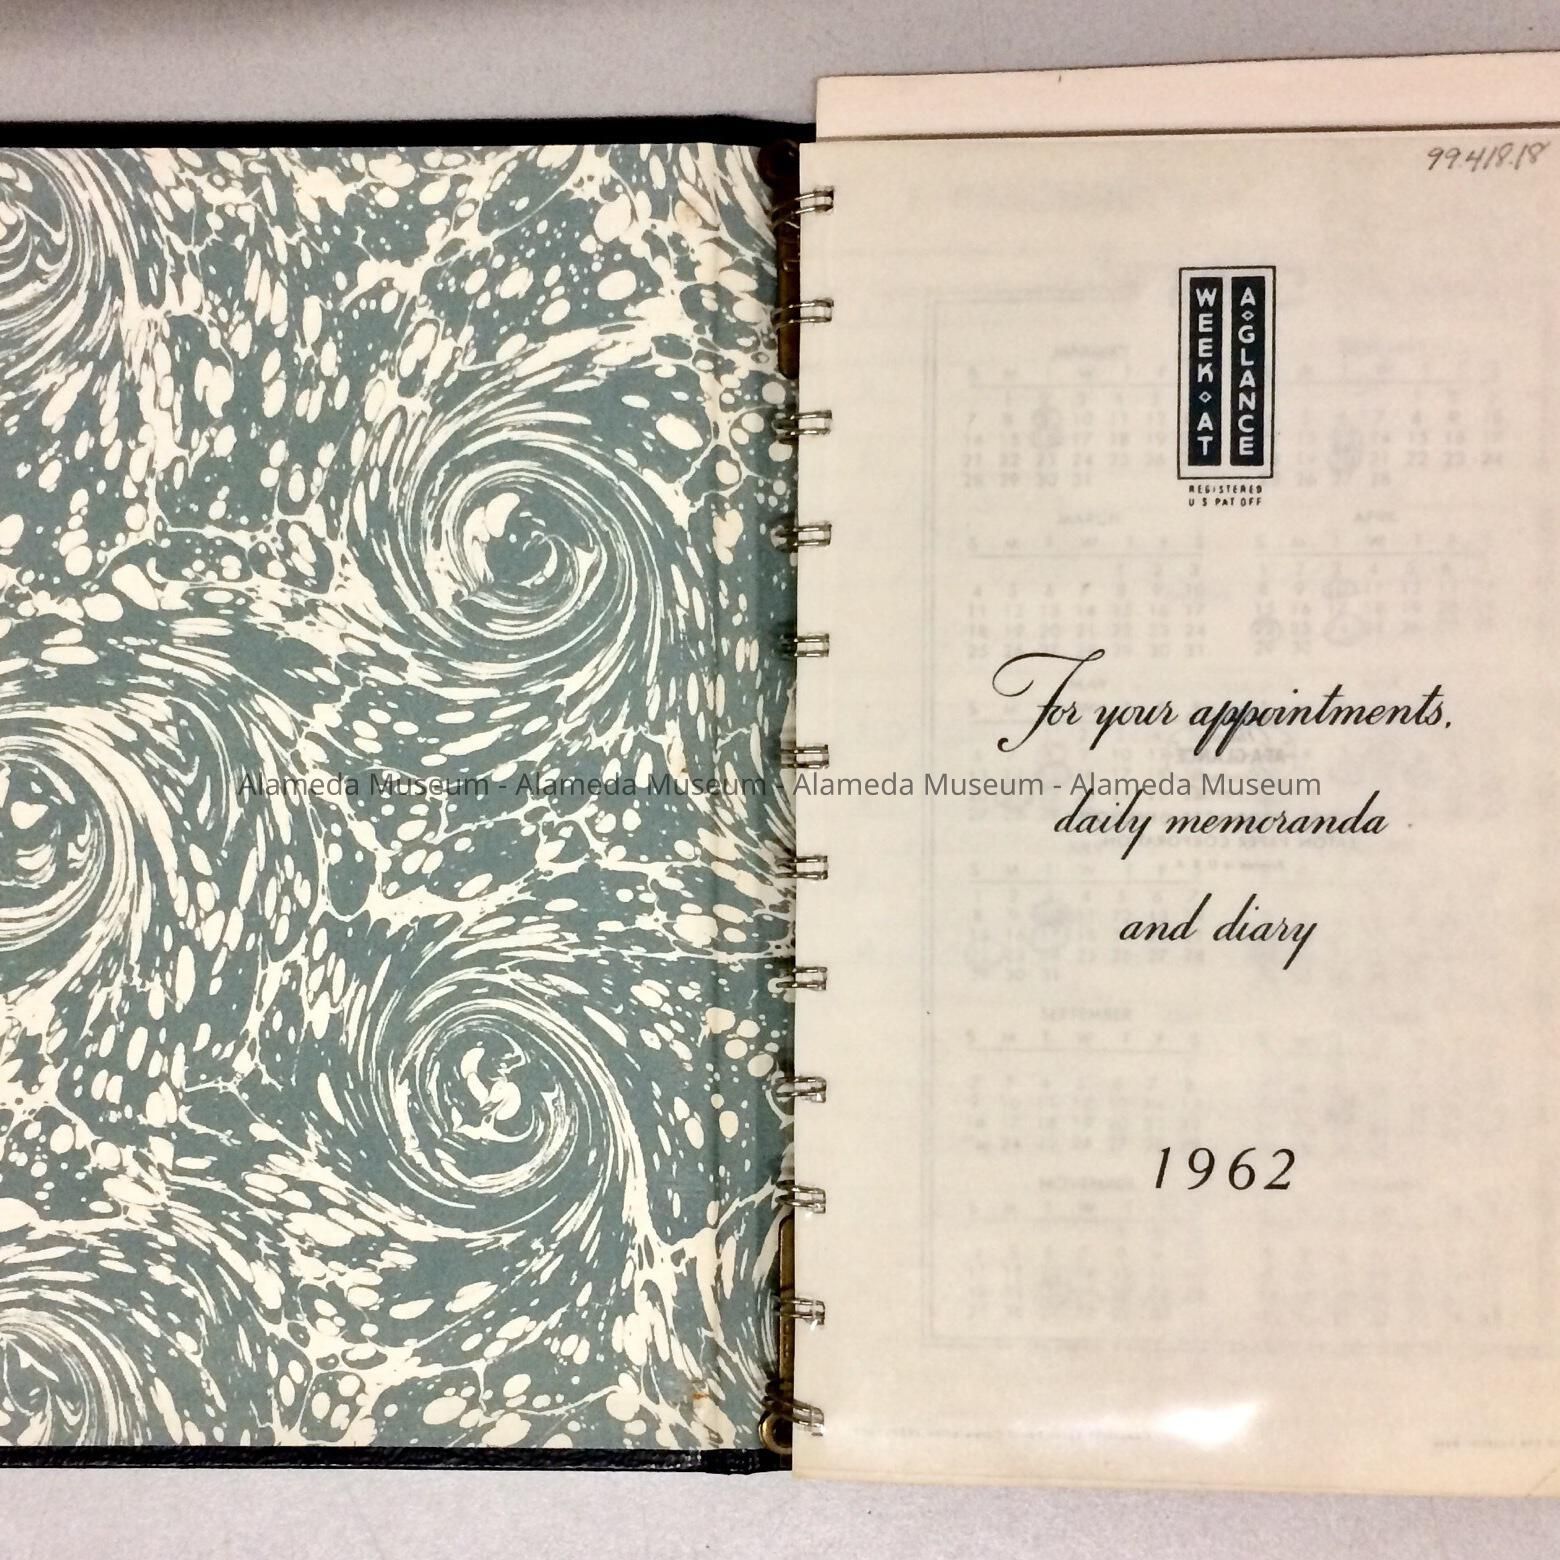 99.418.18
WEEK◇AT
A◇GLANCE
REGISTERED
U S PAT OFF
For your appointments,
Alameda Museum - Alameda Museum - Alameda Museum - Alameda Museum
daily memoranda
and diary
1962